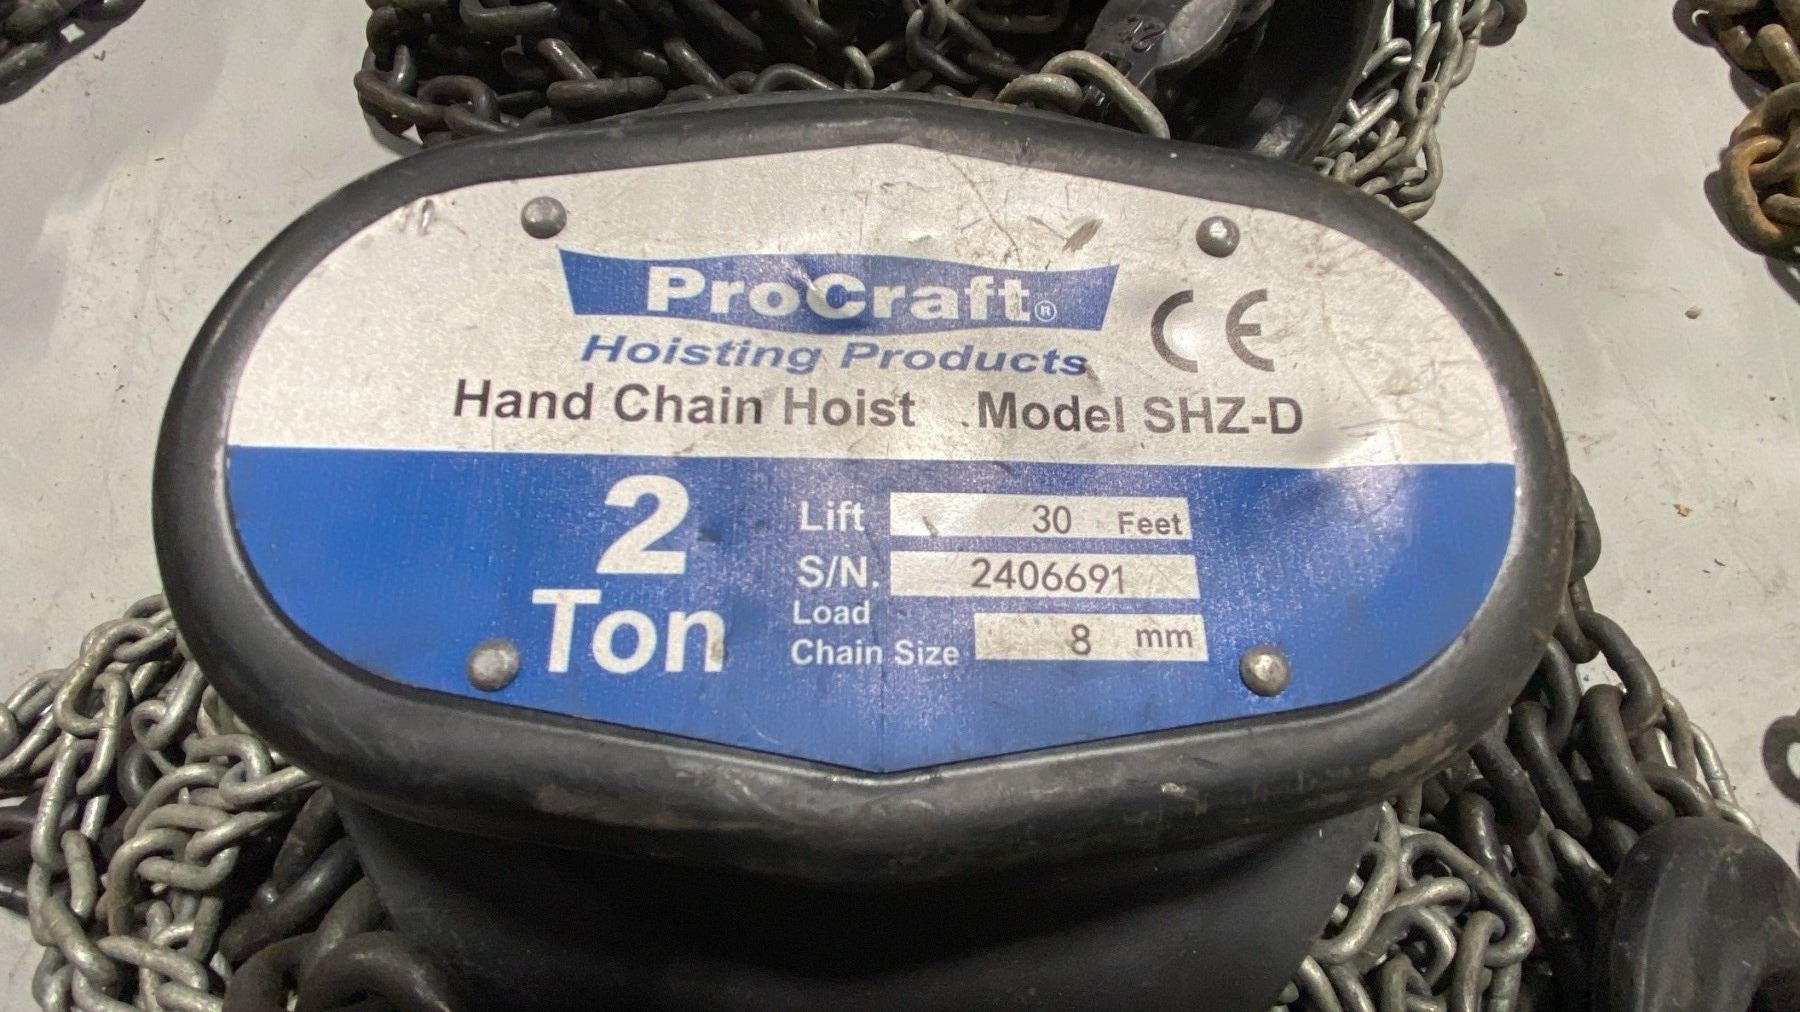 ProCraft®
Hoisting Products
CE
Hand Chain Hoist Model SHZ-D
2
Ton
Lift 30 Feet
S/N. 2406691
Load
Chain Size 8 mm